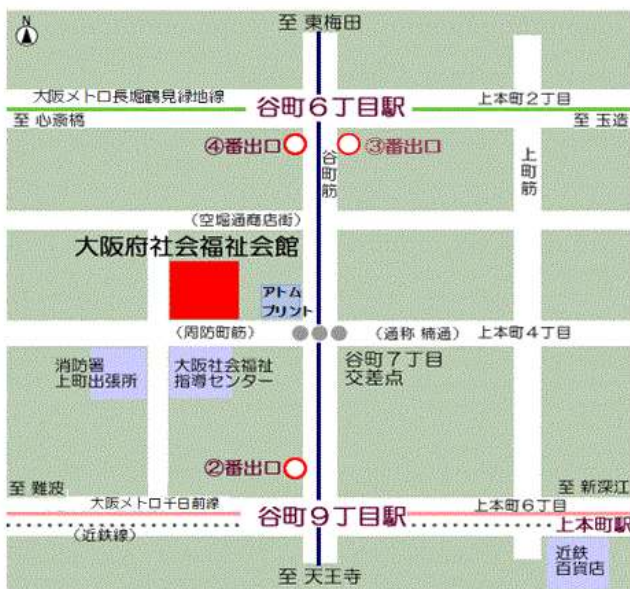 N
至 東梅田
大阪メトロ長堀鶴見緑地線
谷町6丁目駅
上本町2丁目
至 心斎橋
至 玉造
④番出口
③番出口
谷町筋
上町筋
(空堀通商店街)
大阪府社会福祉会館
アトム
プリント
(周防町筋)
(通称 楠通)
上本町4丁目
消防署
上町出張所
大阪社会福祉
指導センター
谷町7丁目
交差点
②番出口
至 難波
至 新深江
大阪メトロ千日前線
谷町9丁目駅
上本町6丁目
(近鉄線)
上本町駅
近鉄
百貨店
至 天王寺